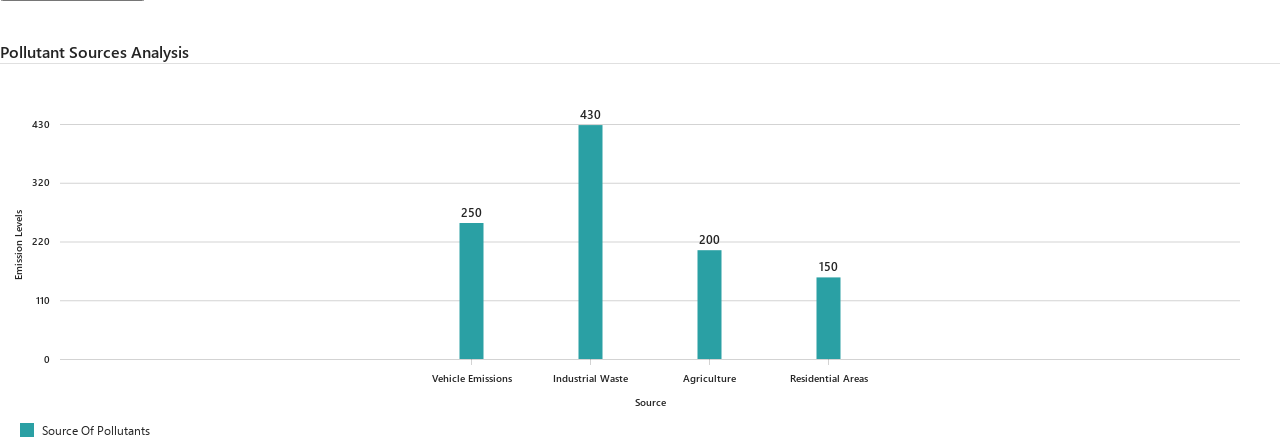 Pollutant Sources Analysis
430
320
220
110
0
Emission Levels
250
430
200
150
Vehicle Emissions
Industrial Waste
Agriculture
Residential Areas
Source
Source Of Pollutants